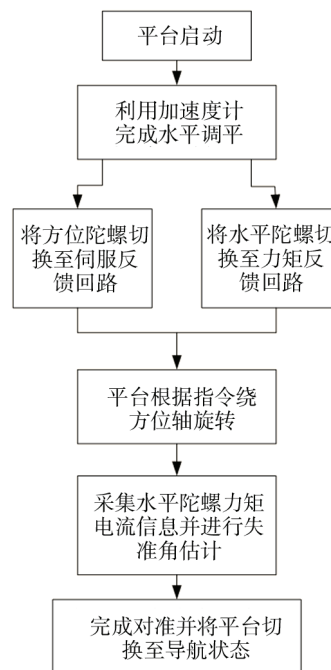 平台启动
利用加速度计
完成水平调平
将方位陀螺切
换至伺服反
馈回路
将水平陀螺切
换至力矩反
馈回路
平台根据指令绕
方位轴旋转
采集水平陀螺力矩
电流信息并进行失
准角估计
完成对准并将平台切
换至导航状态